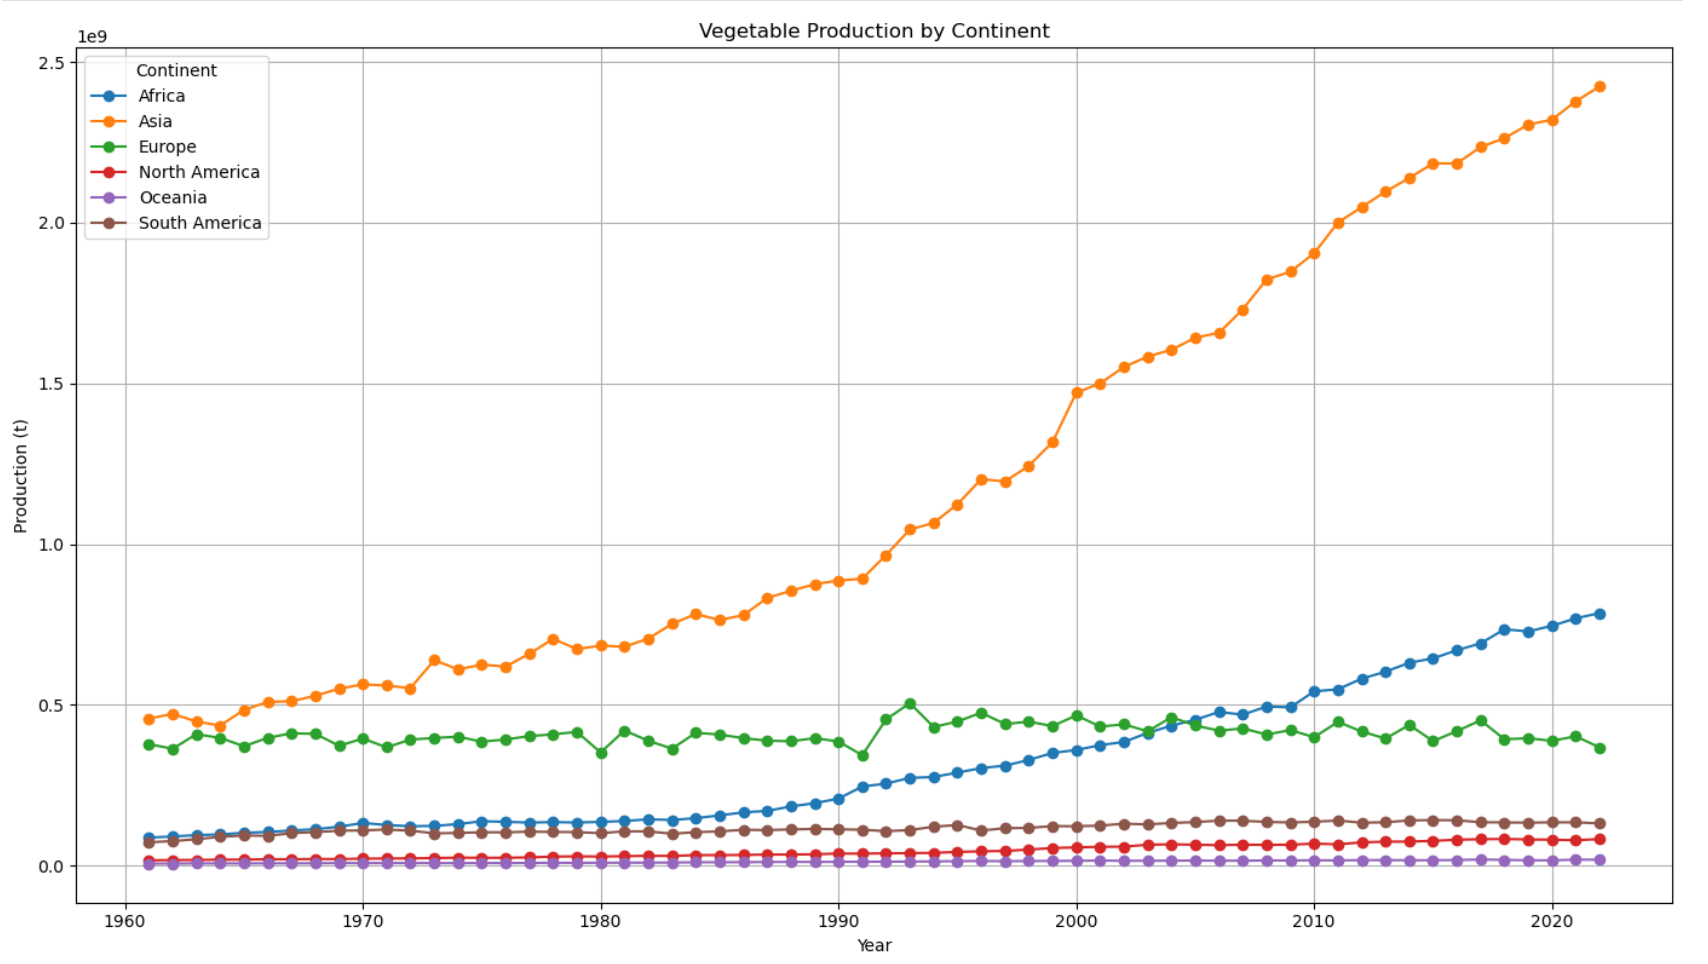 Vegetable Production by Continent
1e9
2.5
2.0
1.5
1.0
0.5
0.0
Production (t)
Continent
Africa
Asia
Europe
North America
Oceania
South America
1960 1970 1980 1990 2000 2010 2020
Year